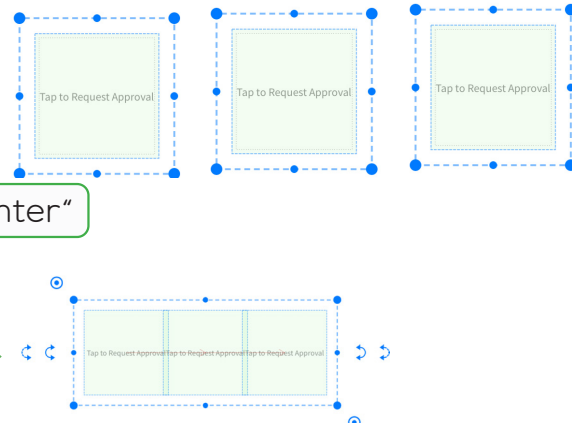 Tap to Request Approval
Tap to Request Approval
Tap to Request Approval
nter“
Tap to Request Approval Tap to Request Approval Tap to Request Approval